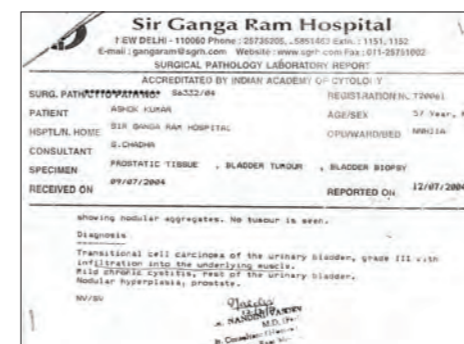 Sir Ganga Ram Hospital
NEW DELHI - 110060 Phone : 25735205, Extn. : 1151, 1152
E-mail : gangaram@sgrh.com Website : www.sgrh.com Fax : 011-25751002
SURGICAL PATHOLOGY LABORATORY REPORT
ACCREDITED BY INDIAN ACADEMY OF CYTOLOGY
SURG. PATH S6332/04 REGISTRATION N.
PATIENT ASHOK KUMAR AGE/SEX 57 Year,
HSPTL/N. HOME SIR GANGA RAM HOSPITAL OPD/WARD/BED
CONSULTANT S.CHADHA
SPECIMEN PROSTATIC TISSUE , BLADDER TUMOUR , BLADDER BIOPSY
RECEIVED ON 09/07/2004 REPORTED ON 12/07/2004
showing nodular aggregates. No tumour is seen.
Diagnosis
Transitional cell carcinoma of the urinary bladder, grade III with
infiltration into the underlying muscle.
Mild chronic cystitis, rest of the urinary bladder.
Nodular hyperplasia; prostate.
NV/SV
NANDINI VASDEV
M.D.